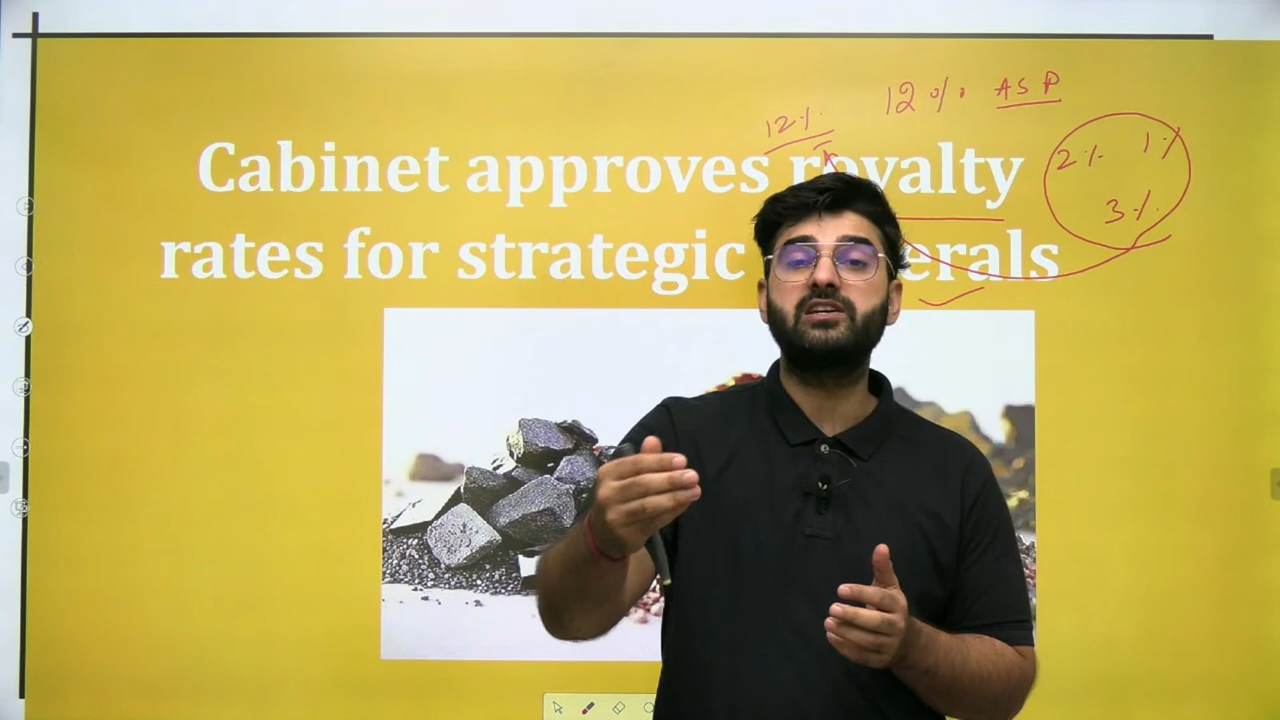 12% ASP
12%
Cabinet approves royalty
2% 1%
3%
rates for strategic erals